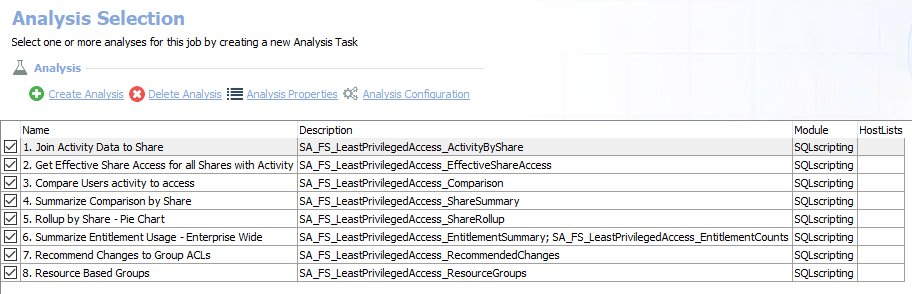 Analysis Selection
Select one or more analyses for this job by creating a new Analysis Task
Analysis
Create Analysis Delete Analysis Analysis Properties Analysis Configuration
Name Description Module HostLists
1. Join Activity Data to Share SA_FS_LeastPrivilegedAccess_ActivityByShare SQLscripting
2. Get Effective Share Access for all Shares with Activity SA_FS_LeastPrivilegedAccess_EffectiveShareAccess SQLscripting
3. Compare Users activity to access SA_FS_LeastPrivilegedAccess_Comparison SQLscripting
4. Summarize Comparison by Share SA_FS_LeastPrivilegedAccess_ShareSummary SQLscripting
5. Rollup by Share - Pie Chart SA_FS_LeastPrivilegedAccess_ShareRollup SQLscripting
6. Summarize Entitlement Usage - Enterprise Wide SA_FS_LeastPrivilegedAccess_EntitlementSummary; SA_FS_LeastPrivilegedAccess_EntitlementCounts SQLscripting
7. Recommend Changes to Group ACLs SA_FS_LeastPrivilegedAccess_RecommendedChanges SQLscripting
8. Resource Based Groups SA_FS_LeastPrivilegedAccess_ResourceGroups SQLscripting